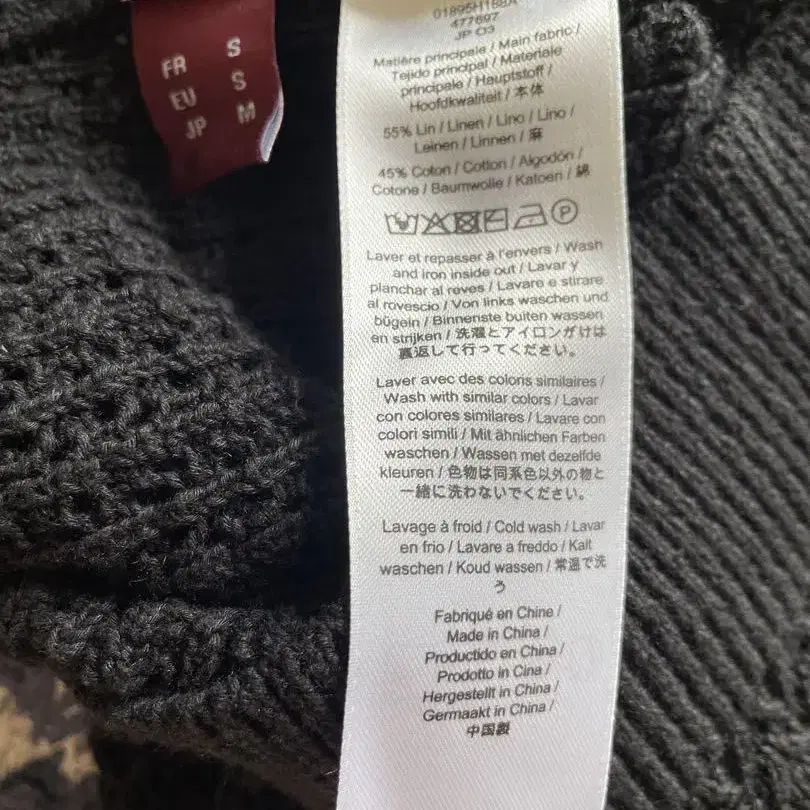 FR S
EU S
JP M
01895H1B8A
477697
JP O3
Matière principale / Main fabric /
Tejido principal / Materiale
principale / Hauptstoff /
Hoofdkwaliteit / 本体
55% Lin / Linen / Lino / Lino /
Leinen / Linnen / 麻
45% Coton / Cotton / Algodón /
Cotone / Baumwolle / Katoen / 綿
P
Laver et repasser à l'envers / Wash
and iron inside out / Lavar y
planchar al reves / Lavare e stirare
al rovescio / Von links waschen und
bügeln / Binnenste buiten wassen
en strijken / 洗濯とアイロンがけは
裏返して行ってください。
Laver avec des colons similaires /
Wash with similar colors / Lavar
con colores similares / Lavare con
colori simili / Mit ähnlichen Farben
waschen / Wassen met dezelfde
kleuren / 色物は同系色以外の物と
一緒に洗わないでください。
Lavage à froid / Cold wash / Lavar
en frio / Lavare a freddo / Kalt
waschen / Koud wassen / 常温で洗
う
Fabriqué en Chine /
Made in China /
Productido en China /
Prodotto in Cina /
Hergestellt in China /
Germaakt in China /
中国製